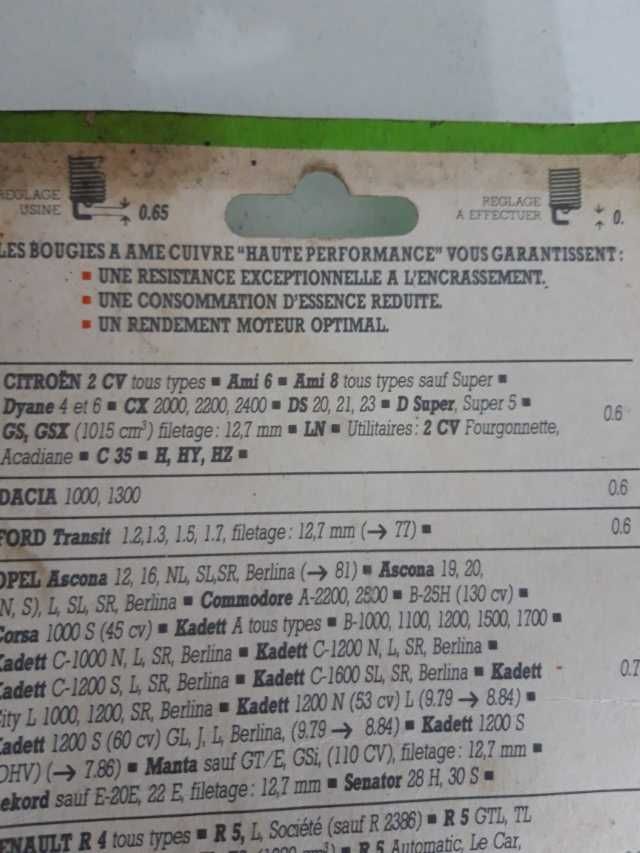 REGLAGE
USINE
0.65
REGLAGE
A EFFECTUER
0.
LES BOUGIES A AME CUIVRE "HAUTE PERFORMANCE" VOUS GARANTISSENT:
■ UNE RESISTANCE EXCEPTIONNELLE A L'ENCRASSEMENT.
■ UNE CONSOMMATION D'ESSENCE REDUITE.
■ UN RENDEMENT MOTEUR OPTIMAL.
CITROËN 2 CV tous types ■ Ami 6 ■ Ami 8 tous types sauf Super ■
Dyane 4 et 6 ■ CX 2000, 2200, 2400 ■ DS 20, 21, 23 ■ D Super, Super 5 ■ 0.6
GS, GSX (1015 cm³) filetage: 12,7 mm ■ LN ■ Utilitaires: 2 CV Fourgonnette,
Acadiane ■ C 35 ■ H, HY, HZ ■
DACIA 1000, 1300 0.6
FORD Transit 1.2,1.3, 1.5, 1.7, filetage: 12,7 mm (→ 77) ■ 0.6
OPEL Ascona 12, 16, NL, SL,SR, Berlina (→ 81) ■ Ascona 19, 20,
N, S), L, SL, SR, Berlina ■ Commodore A-2200, 2500 ■ B-25H (130 cv) ■
Corsa 1000 S (45 cv) ■ Kadett A tous types ■ B-1000, 1100, 1200, 1500, 1700 ■
Kadett C-1000 N, L, SR, Berlina ■ Kadett C-1200 N, L, SR, Berlina ■
Kadett C-1200 S, L, SR, Berlina ■ Kadett C-1600 SL, SR, Berlina ■ Kadett 0.7
City L 1000, 1200, SR, Berlina ■ Kadett 1200 N (53 cv) L (9.79 → 8.84) ■
Kadett 1200 S (60 cv) GL, J, L, Berlina, (9.79 → 8.84) ■ Kadett 1200 S
OHV) (→ 7.86) ■ Manta sauf GT/E, GSi, (110 CV), filetage: 12,7 mm ■
Rekord sauf E-20E, 22 E, filetage: 12,7 mm ■ Senator 28 H, 30 S ■
RENAULT R 4 tous types ■ R 5, L, Société (sauf R 2386) ■ R 5 GTL, TL
R 5 Automatic, Le Car,